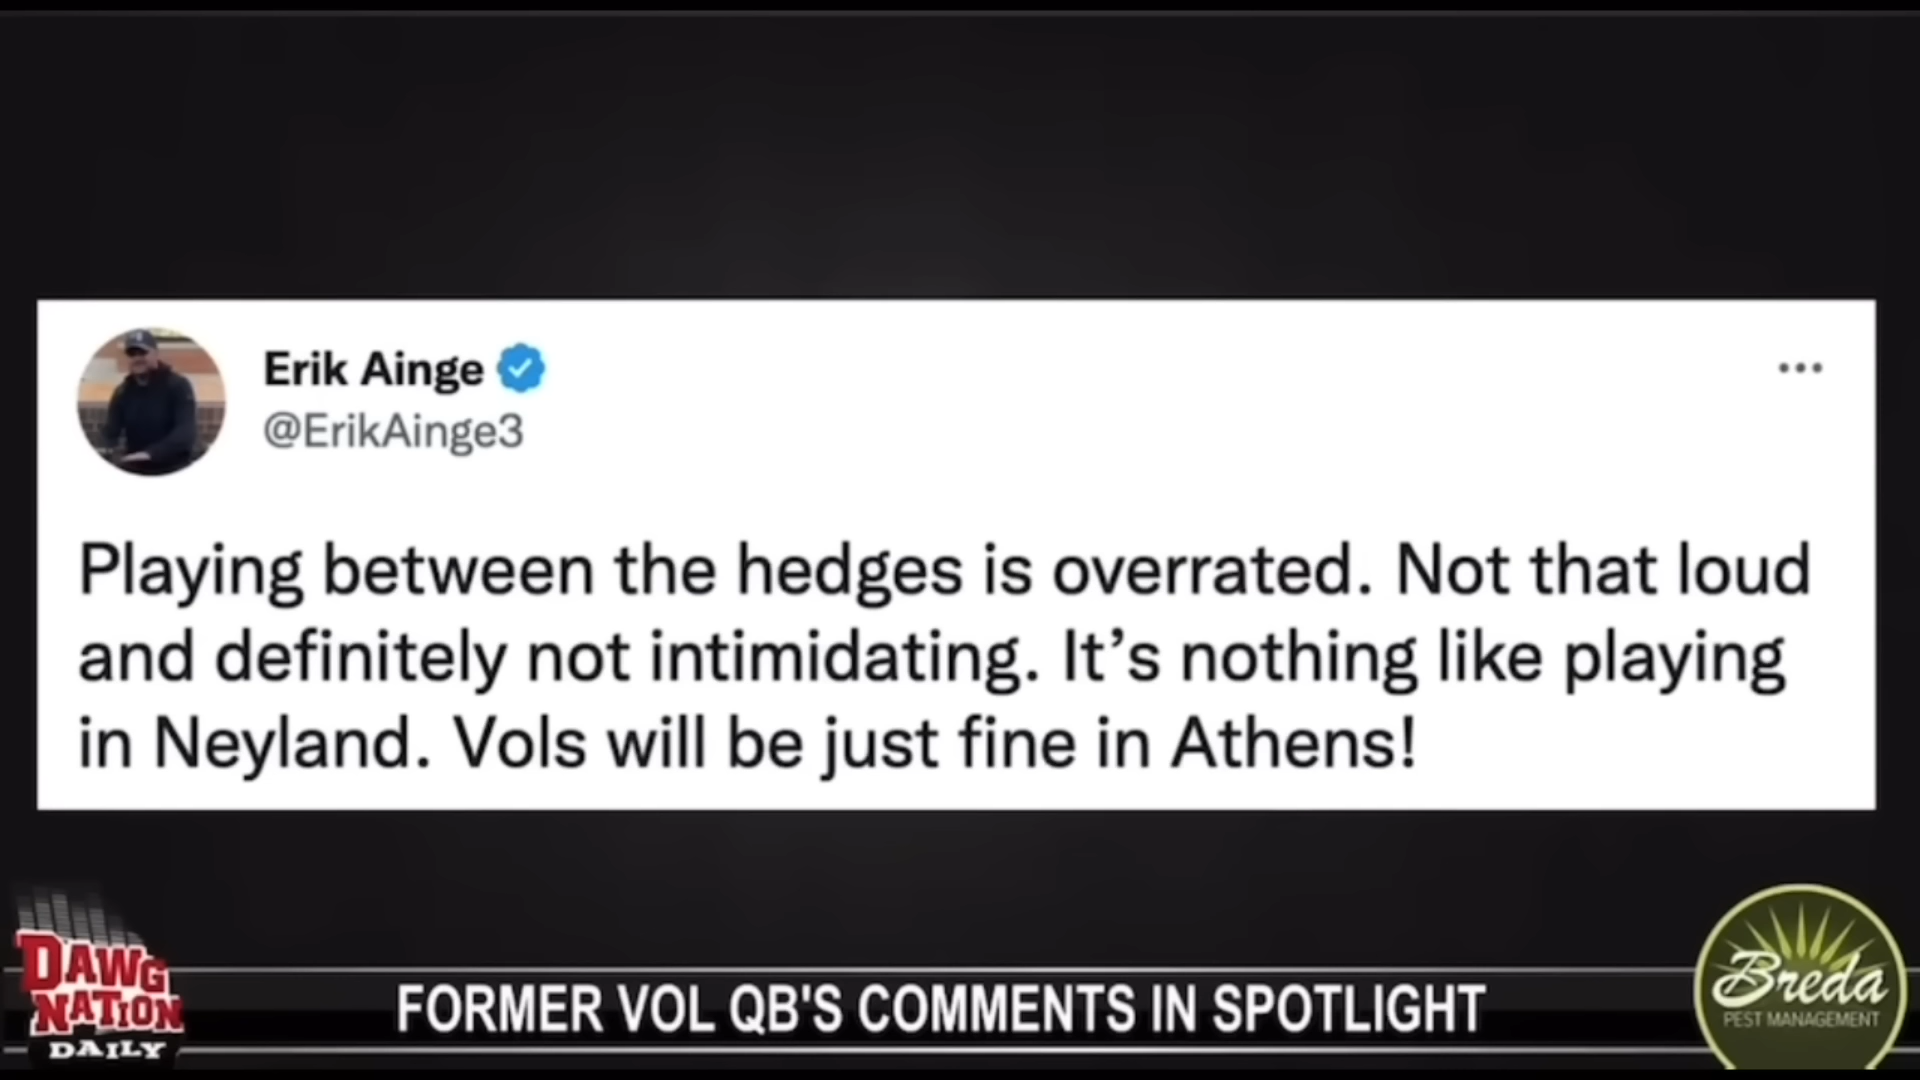 Erik Ainge
@ErikAinge3
Playing between the hedges is overrated. Not that loud
and definitely not intimidating. It’s nothing like playing
in Neyland. Vols will be just fine in Athens!
DAWG
NATION
DAILY
FORMER VOL QB'S COMMENTS IN SPOTLIGHT
Breda
PEST MANAGEMENT